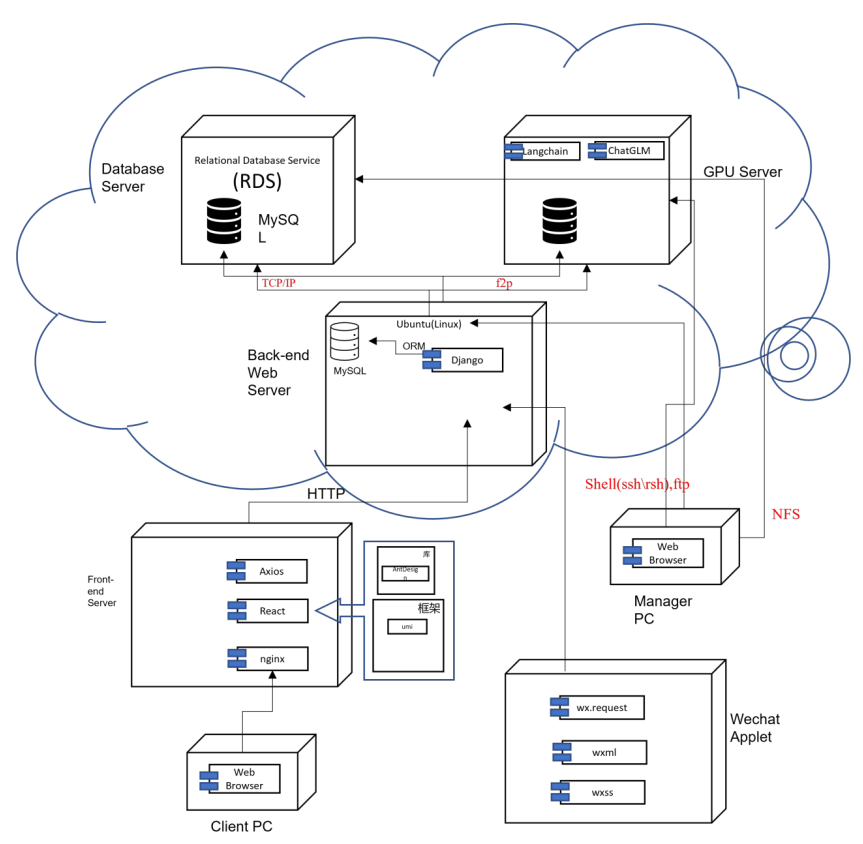 Database
Server
Relational Database Service
(RDS)
MySQ
L
Langchain
ChatGLM
GPU Server
TCP/IP
f2p
Back-end
Web
Server
Ubuntu(Linux)
ORM
MySQL
Django
HTTP
Shell(ssh\rsh),ftp
NFS
Front-
end
Server
Axios
React
nginx
库
AntDesig
n
框架
umi
Web
Browser
Manager
PC
Web
Browser
Client PC
wx.request
wxml
wxss
Wechat
Applet